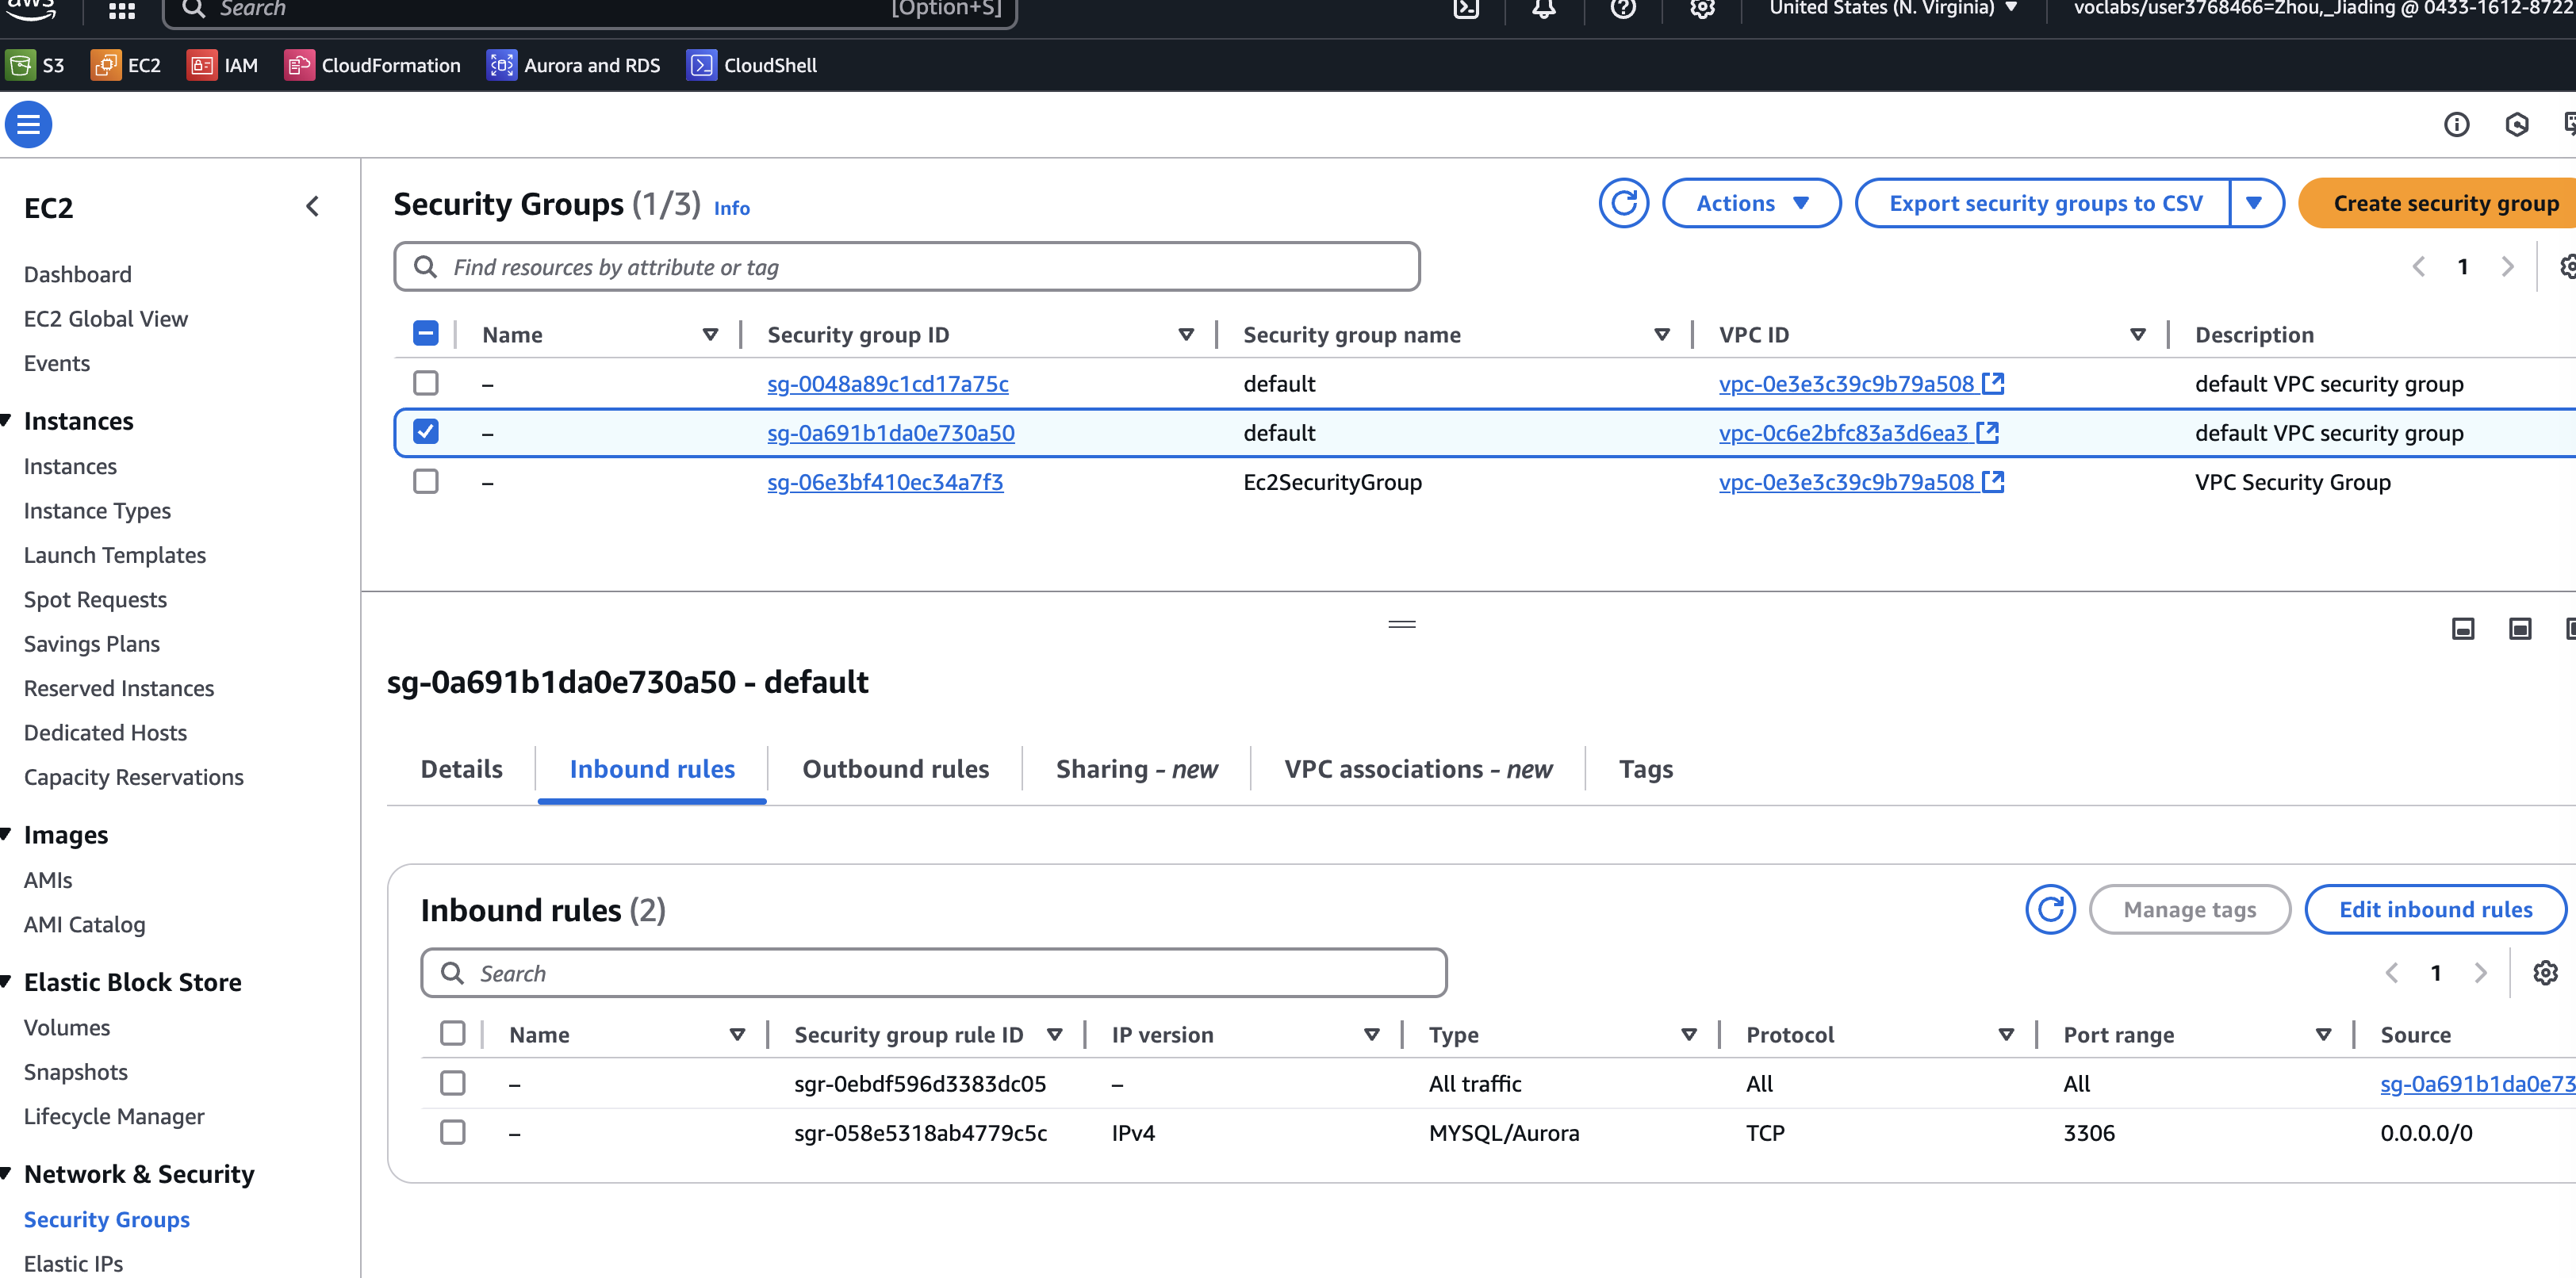 aws
Search [Option+S] United States (N. Virginia) voclabs/user3768466=Zhou,_Jiading @ 0433-1612-8722
S3 EC2 IAM CloudFormation Aurora and RDS CloudShell
EC2
Dashboard
EC2 Global View
Events
Instances
Instances
Instance Types
Launch Templates
Spot Requests
Savings Plans
Reserved Instances
Dedicated Hosts
Capacity Reservations
Images
AMIs
AMI Catalog
Elastic Block Store
Volumes
Snapshots
Lifecycle Manager
Network & Security
Security Groups
Elastic IPs
Security Groups (1/3) Info Actions Export security groups to CSV Create security group
Find resources by attribute or tag 1
Name Security group ID Security group name VPC ID Description
– sg-0048a89c1cd17a75c default vpc-0e3e3c39c9b79a508 default VPC security group
– sg-0a691b1da0e730a50 default vpc-0c6e2bfc83a3d6ea3 default VPC security group
– sg-06e3bf410ec34a7f3 Ec2SecurityGroup vpc-0e3e3c39c9b79a508 VPC Security Group
sg-0a691b1da0e730a50 - default
Details Inbound rules Outbound rules Sharing - new VPC associations - new Tags
Inbound rules (2) Manage tags Edit inbound rules
Search 1
Name Security group rule ID IP version Type Protocol Port range Source
– sgr-0ebdf596d3383dc05 – All traffic All All sg-0a691b1da0e73
– sgr-058e5318ab4779c5c IPv4 MYSQL/Aurora TCP 3306 0.0.0.0/0